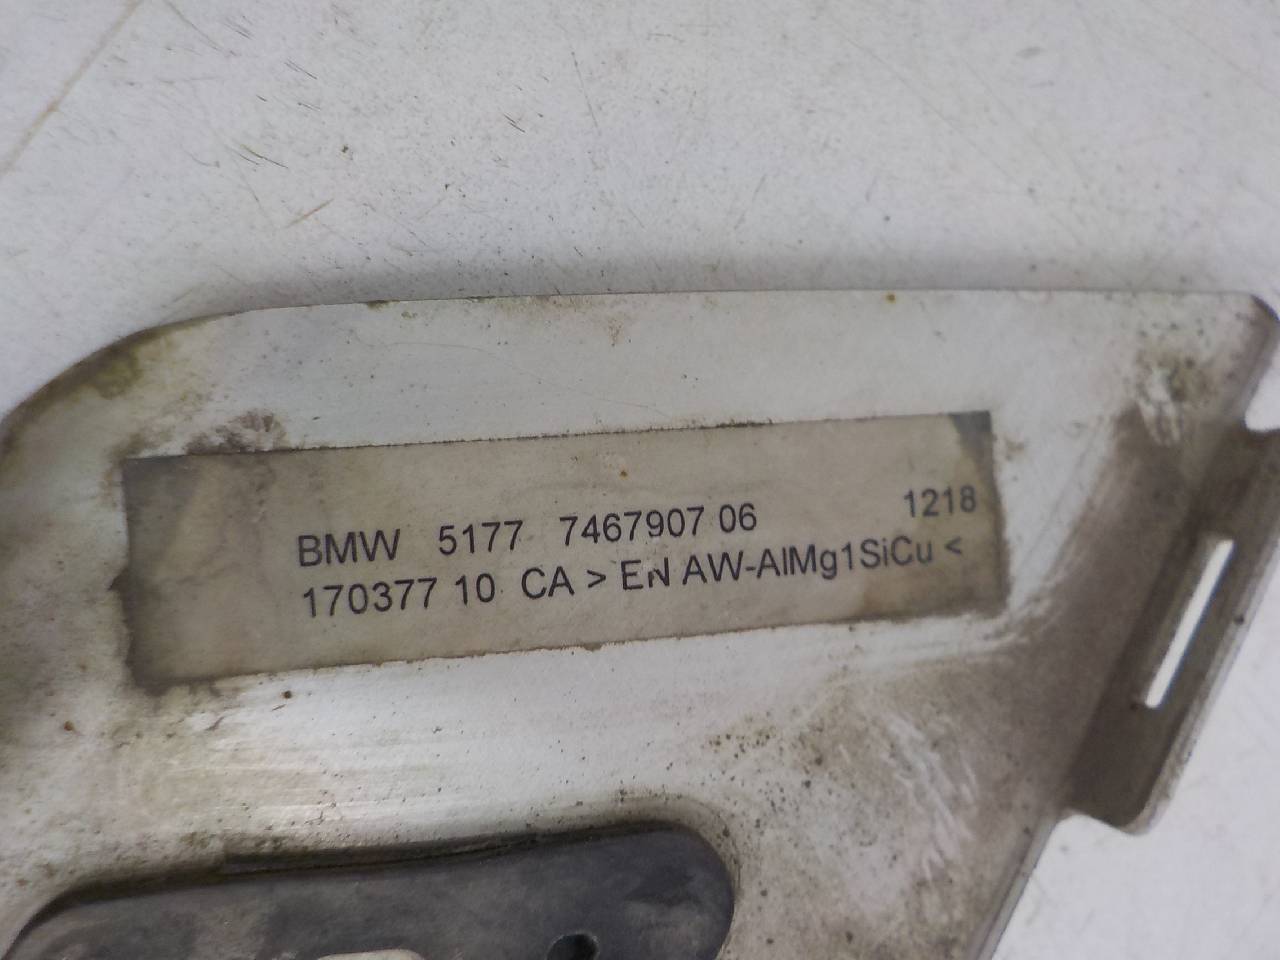 BMW 5177 7467907 06 1218
170377 10 CA > EN AW-AlMg1SiCu <